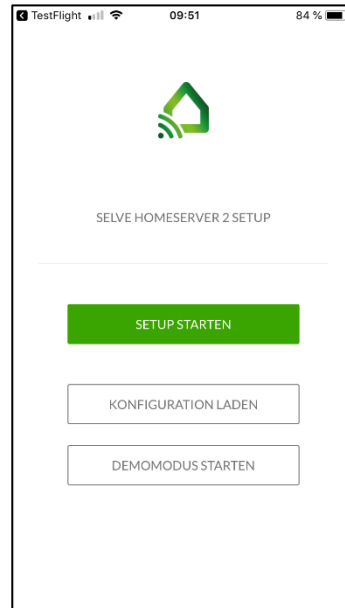 TestFlight 09:51 84 %
SELVE HOMESERVER 2 SETUP
SETUP STARTEN
KONFIGURATION LADEN
DEMOMODUS STARTEN